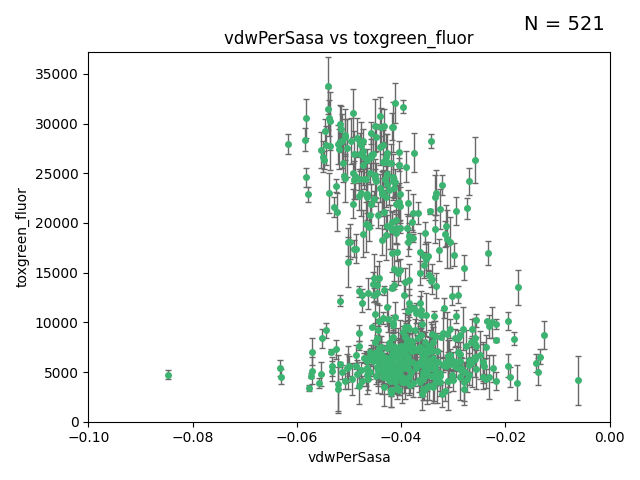 N = 521
vdwPerSasa vs toxgreen_fluor
35000
30000
25000
20000
15000
10000
5000
0
toxgreen_fluor
−0.10 −0.08 −0.06 −0.04 −0.02 0.00
vdwPerSasa